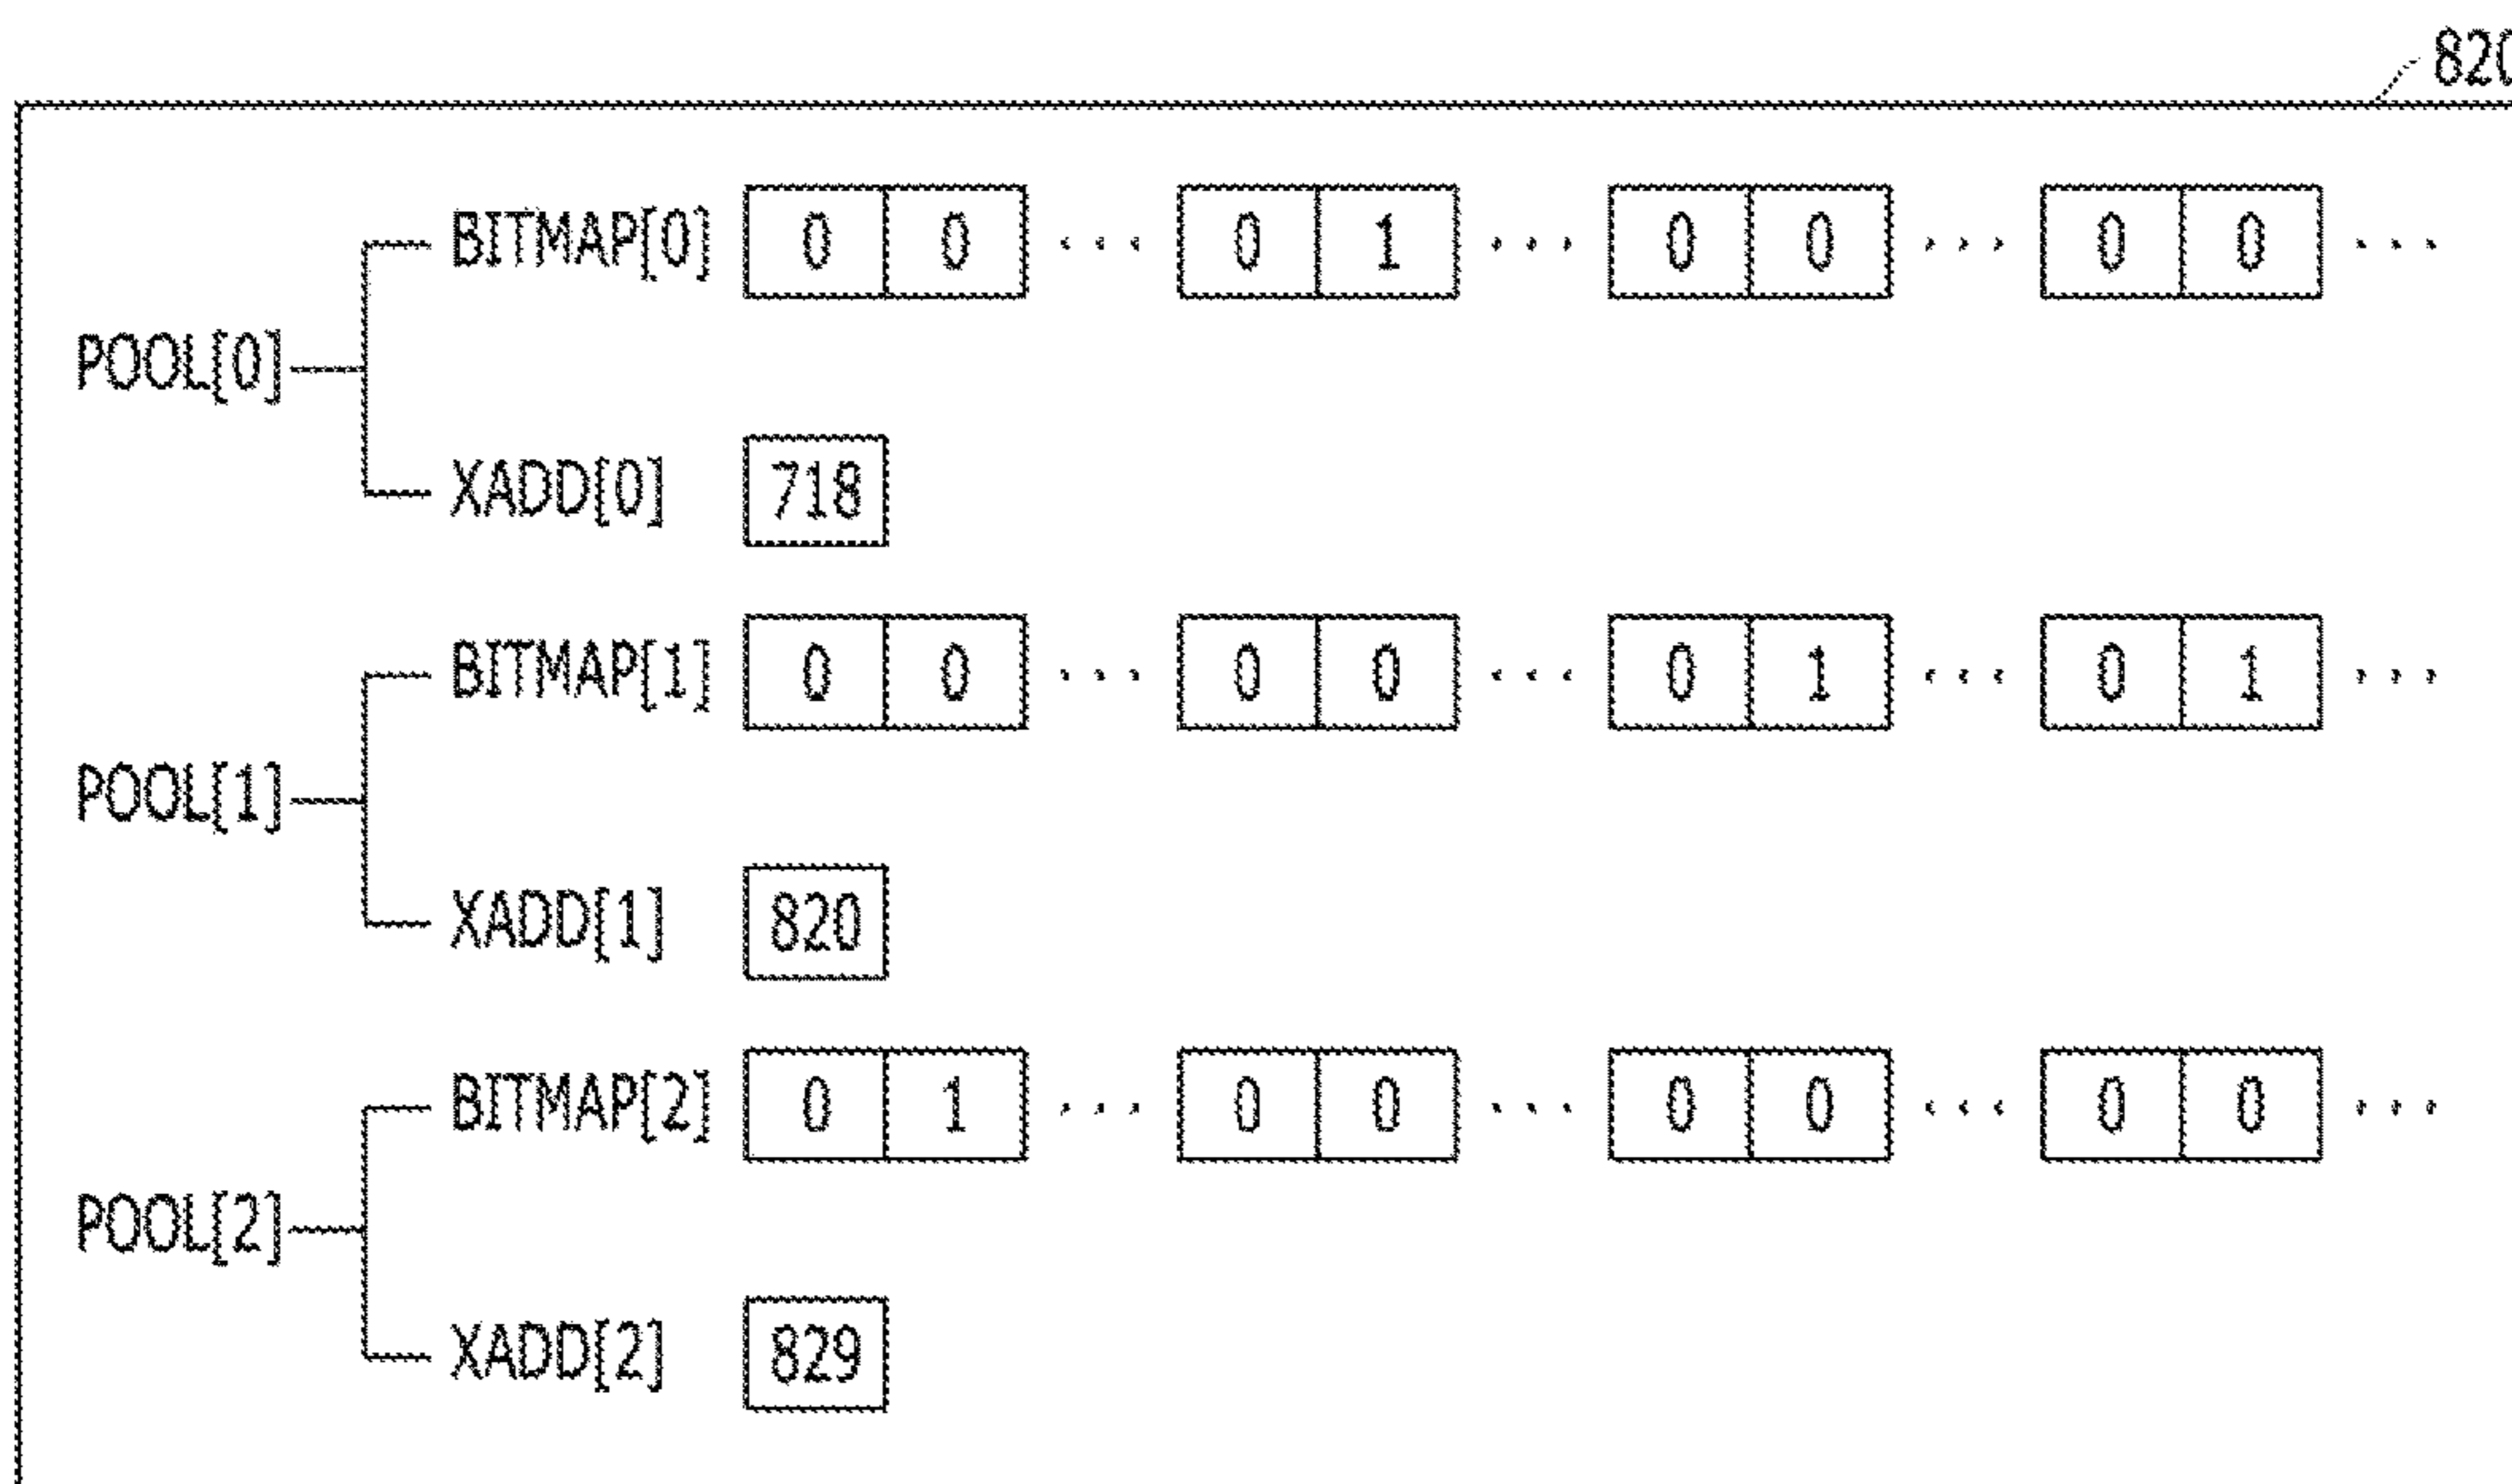 820
BITMAP[0] 0 0 ... 0 1 ... 0 0 ... 0 0 ...
POOL[0]
XADD[0] 718
BITMAP[1] 0 0 ... 0 0 ... 0 1 ... 0 1 ...
POOL[1]
XADD[1] 820
BITMAP[2] 0 1 ... 0 0 ... 0 0 ... 0 0 ...
POOL[2]
XADD[2] 829